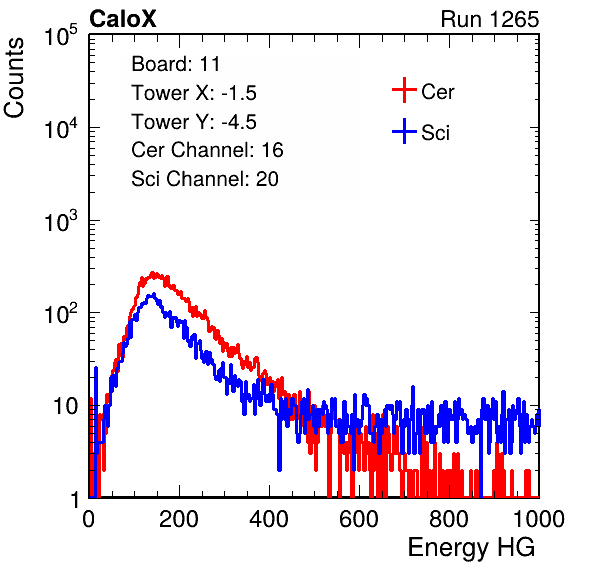 CaloX Run 1265
Counts
Board: 11
Tower X: -1.5
Tower Y: -4.5
Cer Channel: 16
Sci Channel: 20
Cer
Sci
10^5
10^4
10^3
10^2
10
1
0 200 400 600 800 1000
Energy HG